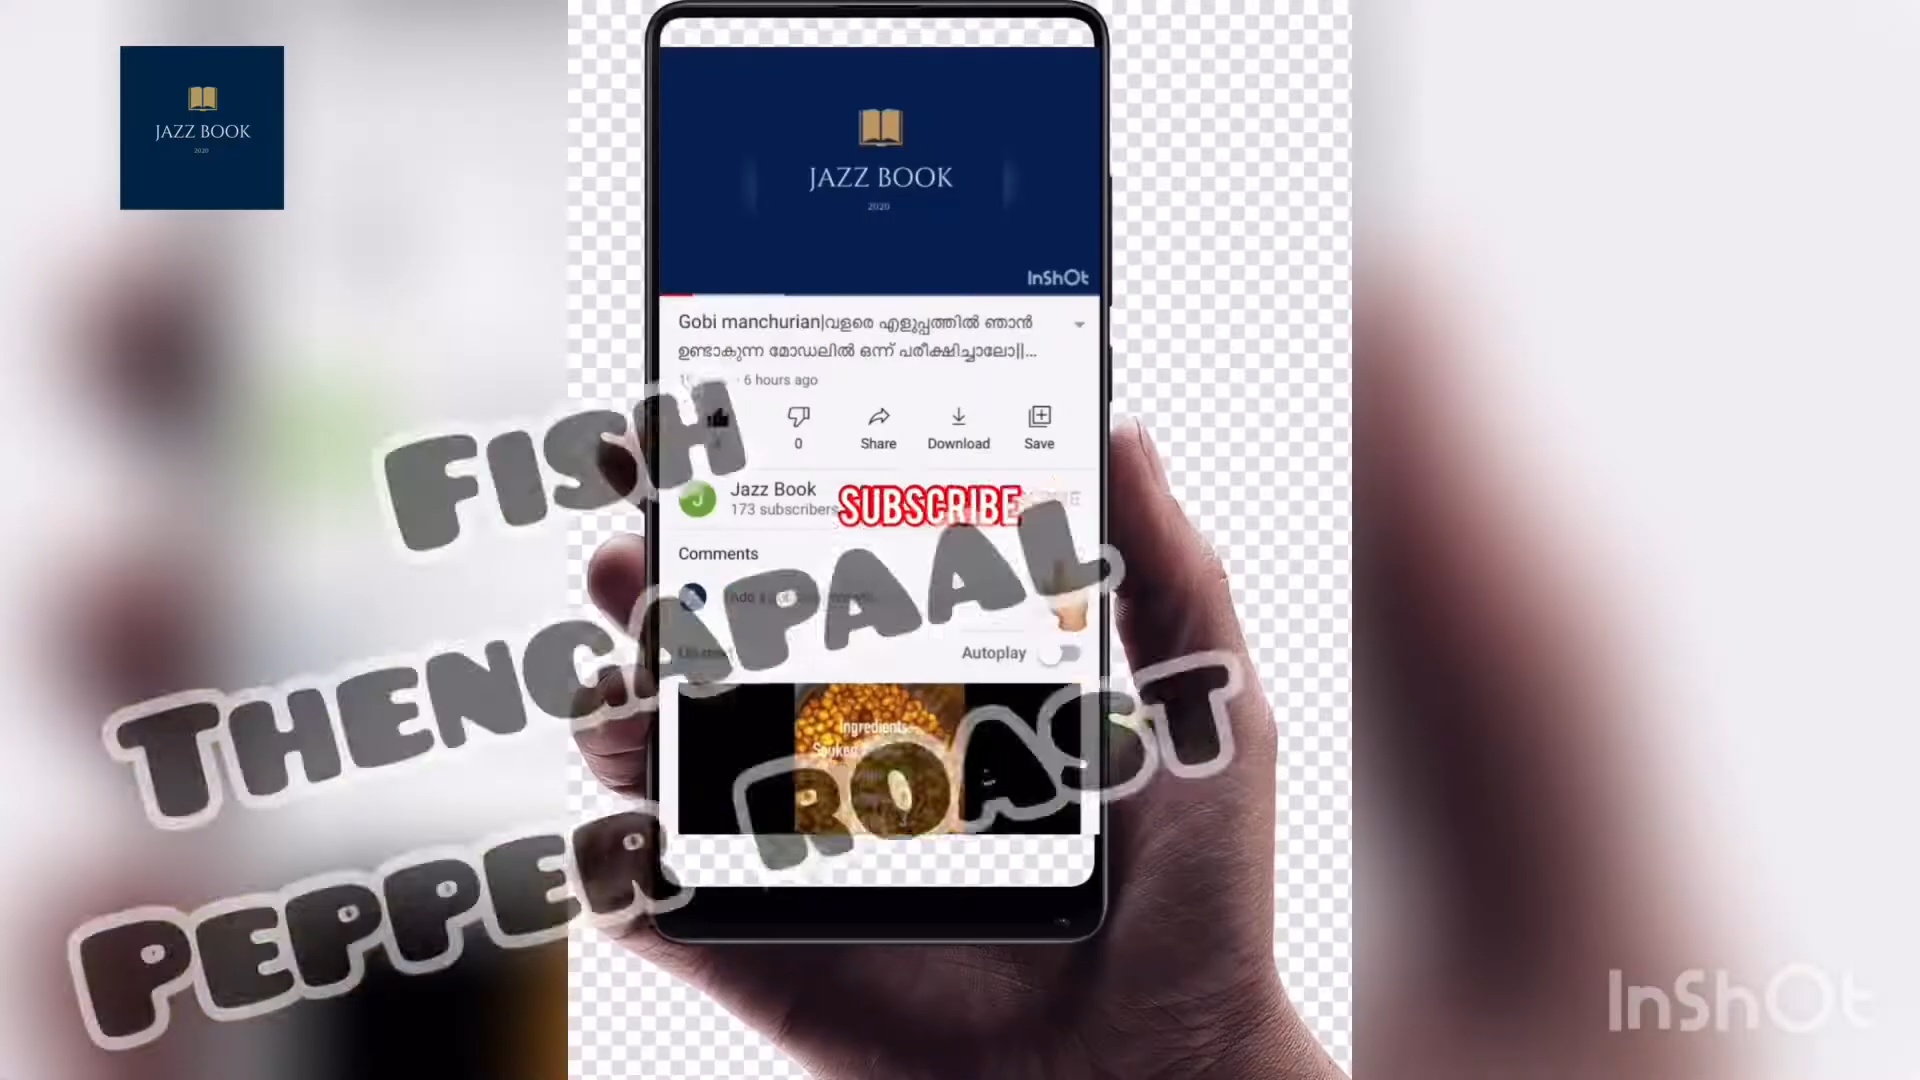 JAZZ BOOK
2020
JAZZ BOOK
2020
InShOt
Gobi manchurian|വളരെ എളുപ്പത്തിൽ ഞാൻ
ഉണ്ടാകുന്ന മോഡലിൽ ഒന്ന് പരീക്ഷിച്ചാലോ||...
· 6 hours ago
0
Share
Download
Save
J
Jazz Book
173 subscribers
SUBSCRIBE
Comments
Autoplay
Ingredients
FISH
THENGAPAAL
PEPPER ROAST
InShOt